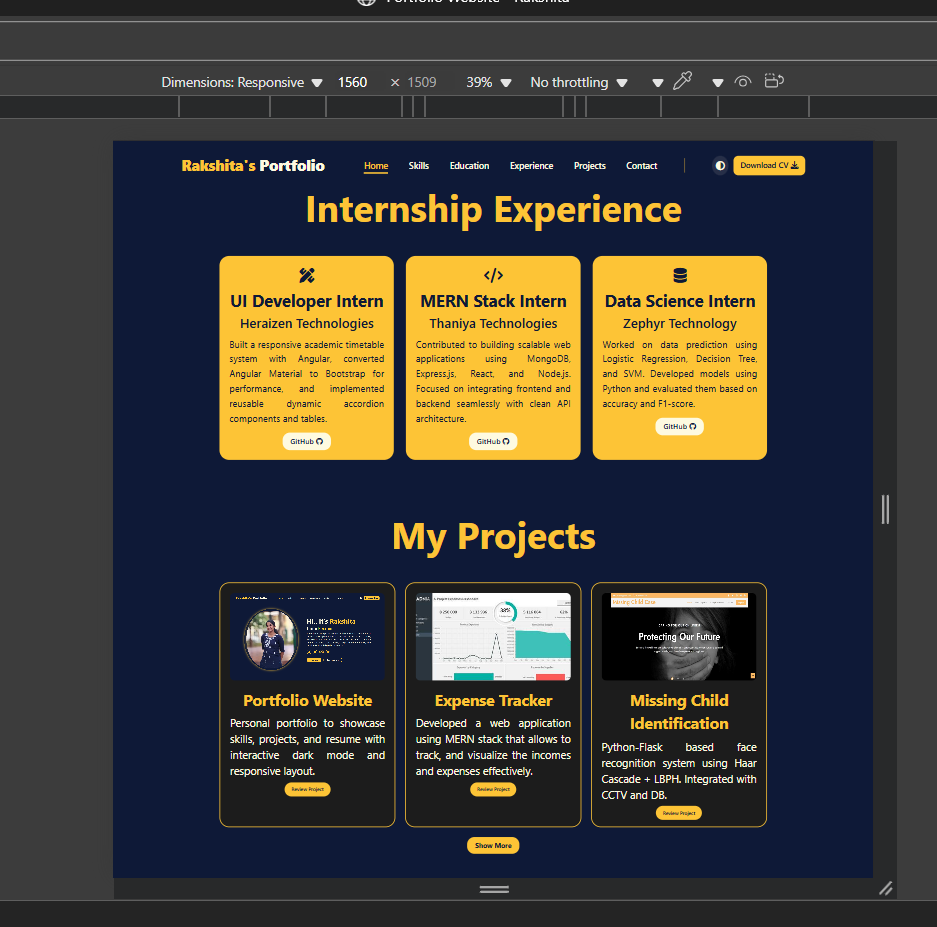 Portfolio Website - Rakshita
Dimensions: Responsive 1560 × 1509 39% No throttling
Rakshita's Portfolio Home Skills Education Experience Projects Contact Download CV
Internship Experience
UI Developer Intern
Heraizen Technologies
Built a responsive academic timetable
system with Angular, converted
Angular Material to Bootstrap for
performance, and implemented
reusable dynamic accordion
components and tables.
GitHub
MERN Stack Intern
Thaniya Technologies
Contributed to building scalable web
applications using MongoDB,
Express.js, React, and Node.js.
Focused on integrating frontend and
backend seamlessly with clean API
architecture.
GitHub
Data Science Intern
Zephyr Technology
Worked on data prediction using
Logistic Regression, Decision Tree,
and SVM. Developed models using
Python and evaluated them based on
accuracy and F1-score.
GitHub
My Projects
Hi.. It's Rakshita
Portfolio Website
Personal portfolio to showcase
skills, projects, and resume with
interactive dark mode and
responsive layout.
Review Project
38%
Expense Tracker
Developed a web application
using MERN stack that allows to
track, and visualize the incomes
and expenses effectively.
Review Project
Missing Child Care
Protecting Our Future
Missing Child
Identification
Python-Flask based face
recognition system using Haar
Cascade + LBPH. Integrated with
CCTV and DB.
Review Project
Show More